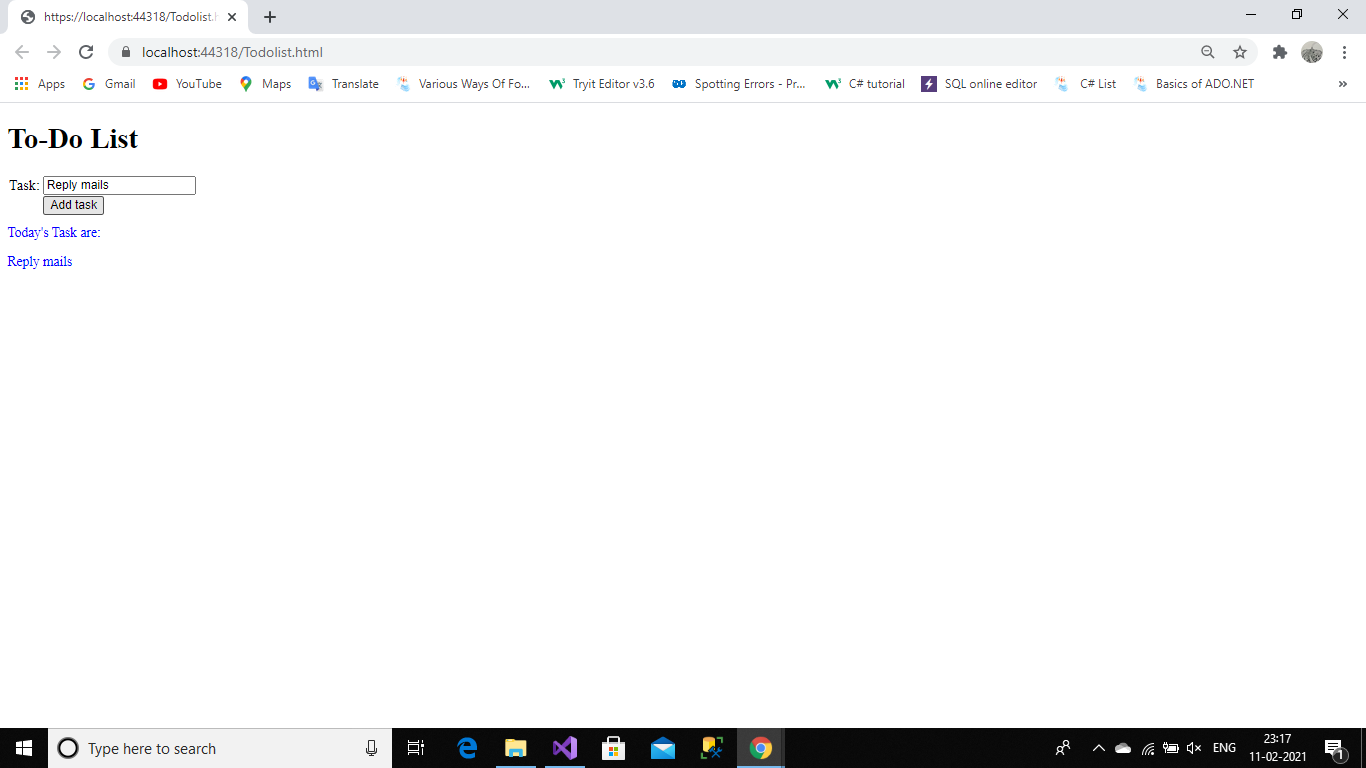 https://localhost:44318/Todolist.h
localhost:44318/Todolist.html
Apps Gmail YouTube Maps Translate Various Ways Of Fo... Tryit Editor v3.6 Spotting Errors - Pr... C# tutorial SQL online editor C# List Basics of ADO.NET »
To-Do List
Task: Reply mails
Add task
Today's Task are:
Reply mails
Type here to search
ENG
23:17
11-02-2021
1